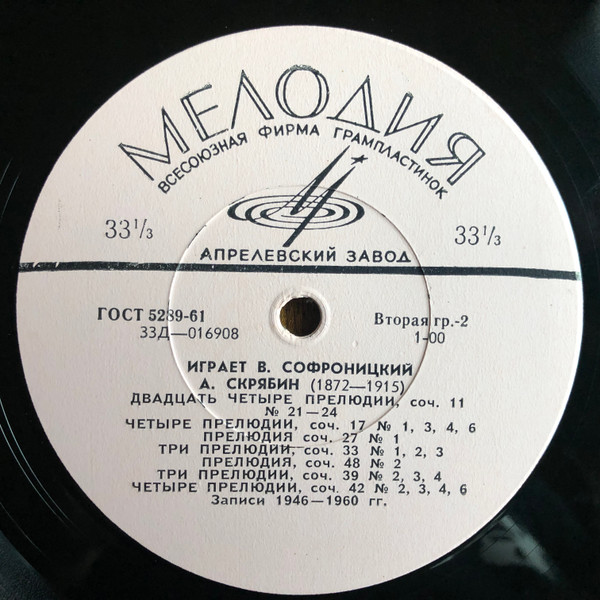 МЕЛОДИЯ
ВСЕСОЮЗНАЯ ФИРМА ГРАМПЛАСТИНОК
33⅓ 33⅓
АПРЕЛЕВСКИЙ ЗАВОД
ГОСТ 5289-61 Вторая гр.-2
33Д—016908 1-00
ИГРАЕТ В. СОФРОНИЦКИЙ
А. СКРЯБИН (1872—1915)
ДВАДЦАТЬ ЧЕТЫРЕ ПРЕЛЮДИИ, соч. 11
№ 21—24
ЧЕТЫРЕ ПРЕЛЮДИИ, соч. 17 № 1, 3, 4, 6
ПРЕЛЮДИЯ соч. 27 № 1
ТРИ ПРЕЛЮДИИ, соч. 33 № 1, 2, 3
ПРЕЛЮДИЯ, соч. 48 № 2
ТРИ ПРЕЛЮДИИ, соч. 39 № 2, 3, 4
ЧЕТЫРЕ ПРЕЛЮДИИ, соч. 42 № 2, 3, 4, 6
Записи 1946—1960 гг.